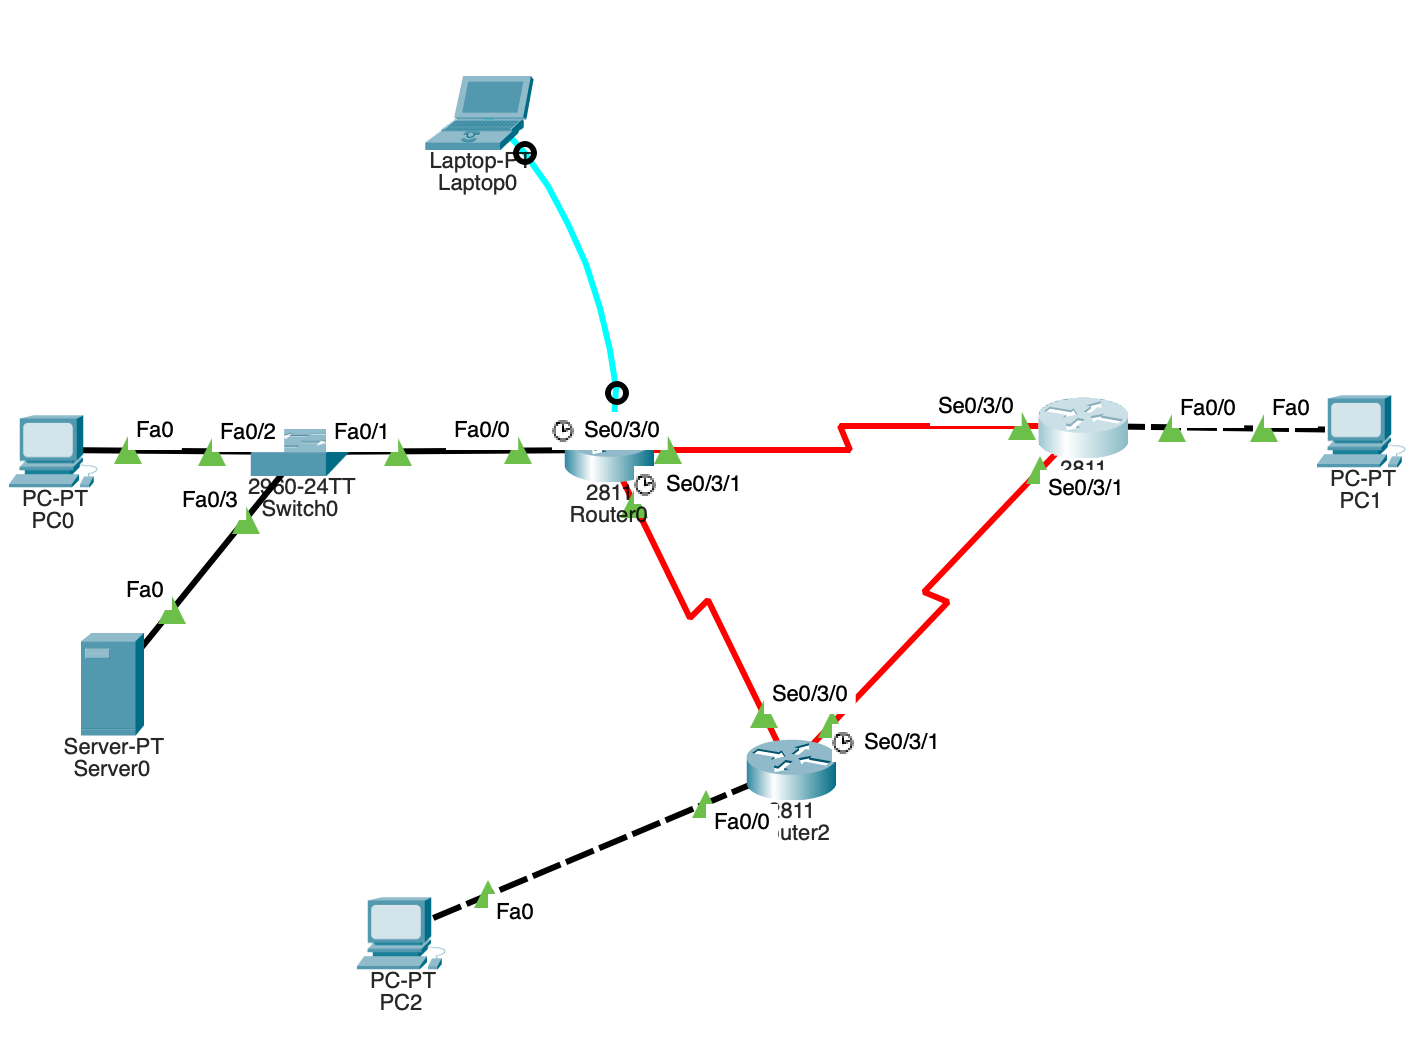 Laptop-PT
Laptop0
Fa0
Fa0/2
Fa0/1
Fa0/0
Se0/3/0
Se0/3/0
Fa0/0
Fa0
PC-PT
PC0
Fa0/3
2960-24TT
Switch0
2811
Router0
Se0/3/1
2811
Se0/3/1
PC-PT
PC1
Fa0
Server-PT
Server0
Se0/3/0
Se0/3/1
2811
Fa0/0
uter2
Fa0
PC-PT
PC2